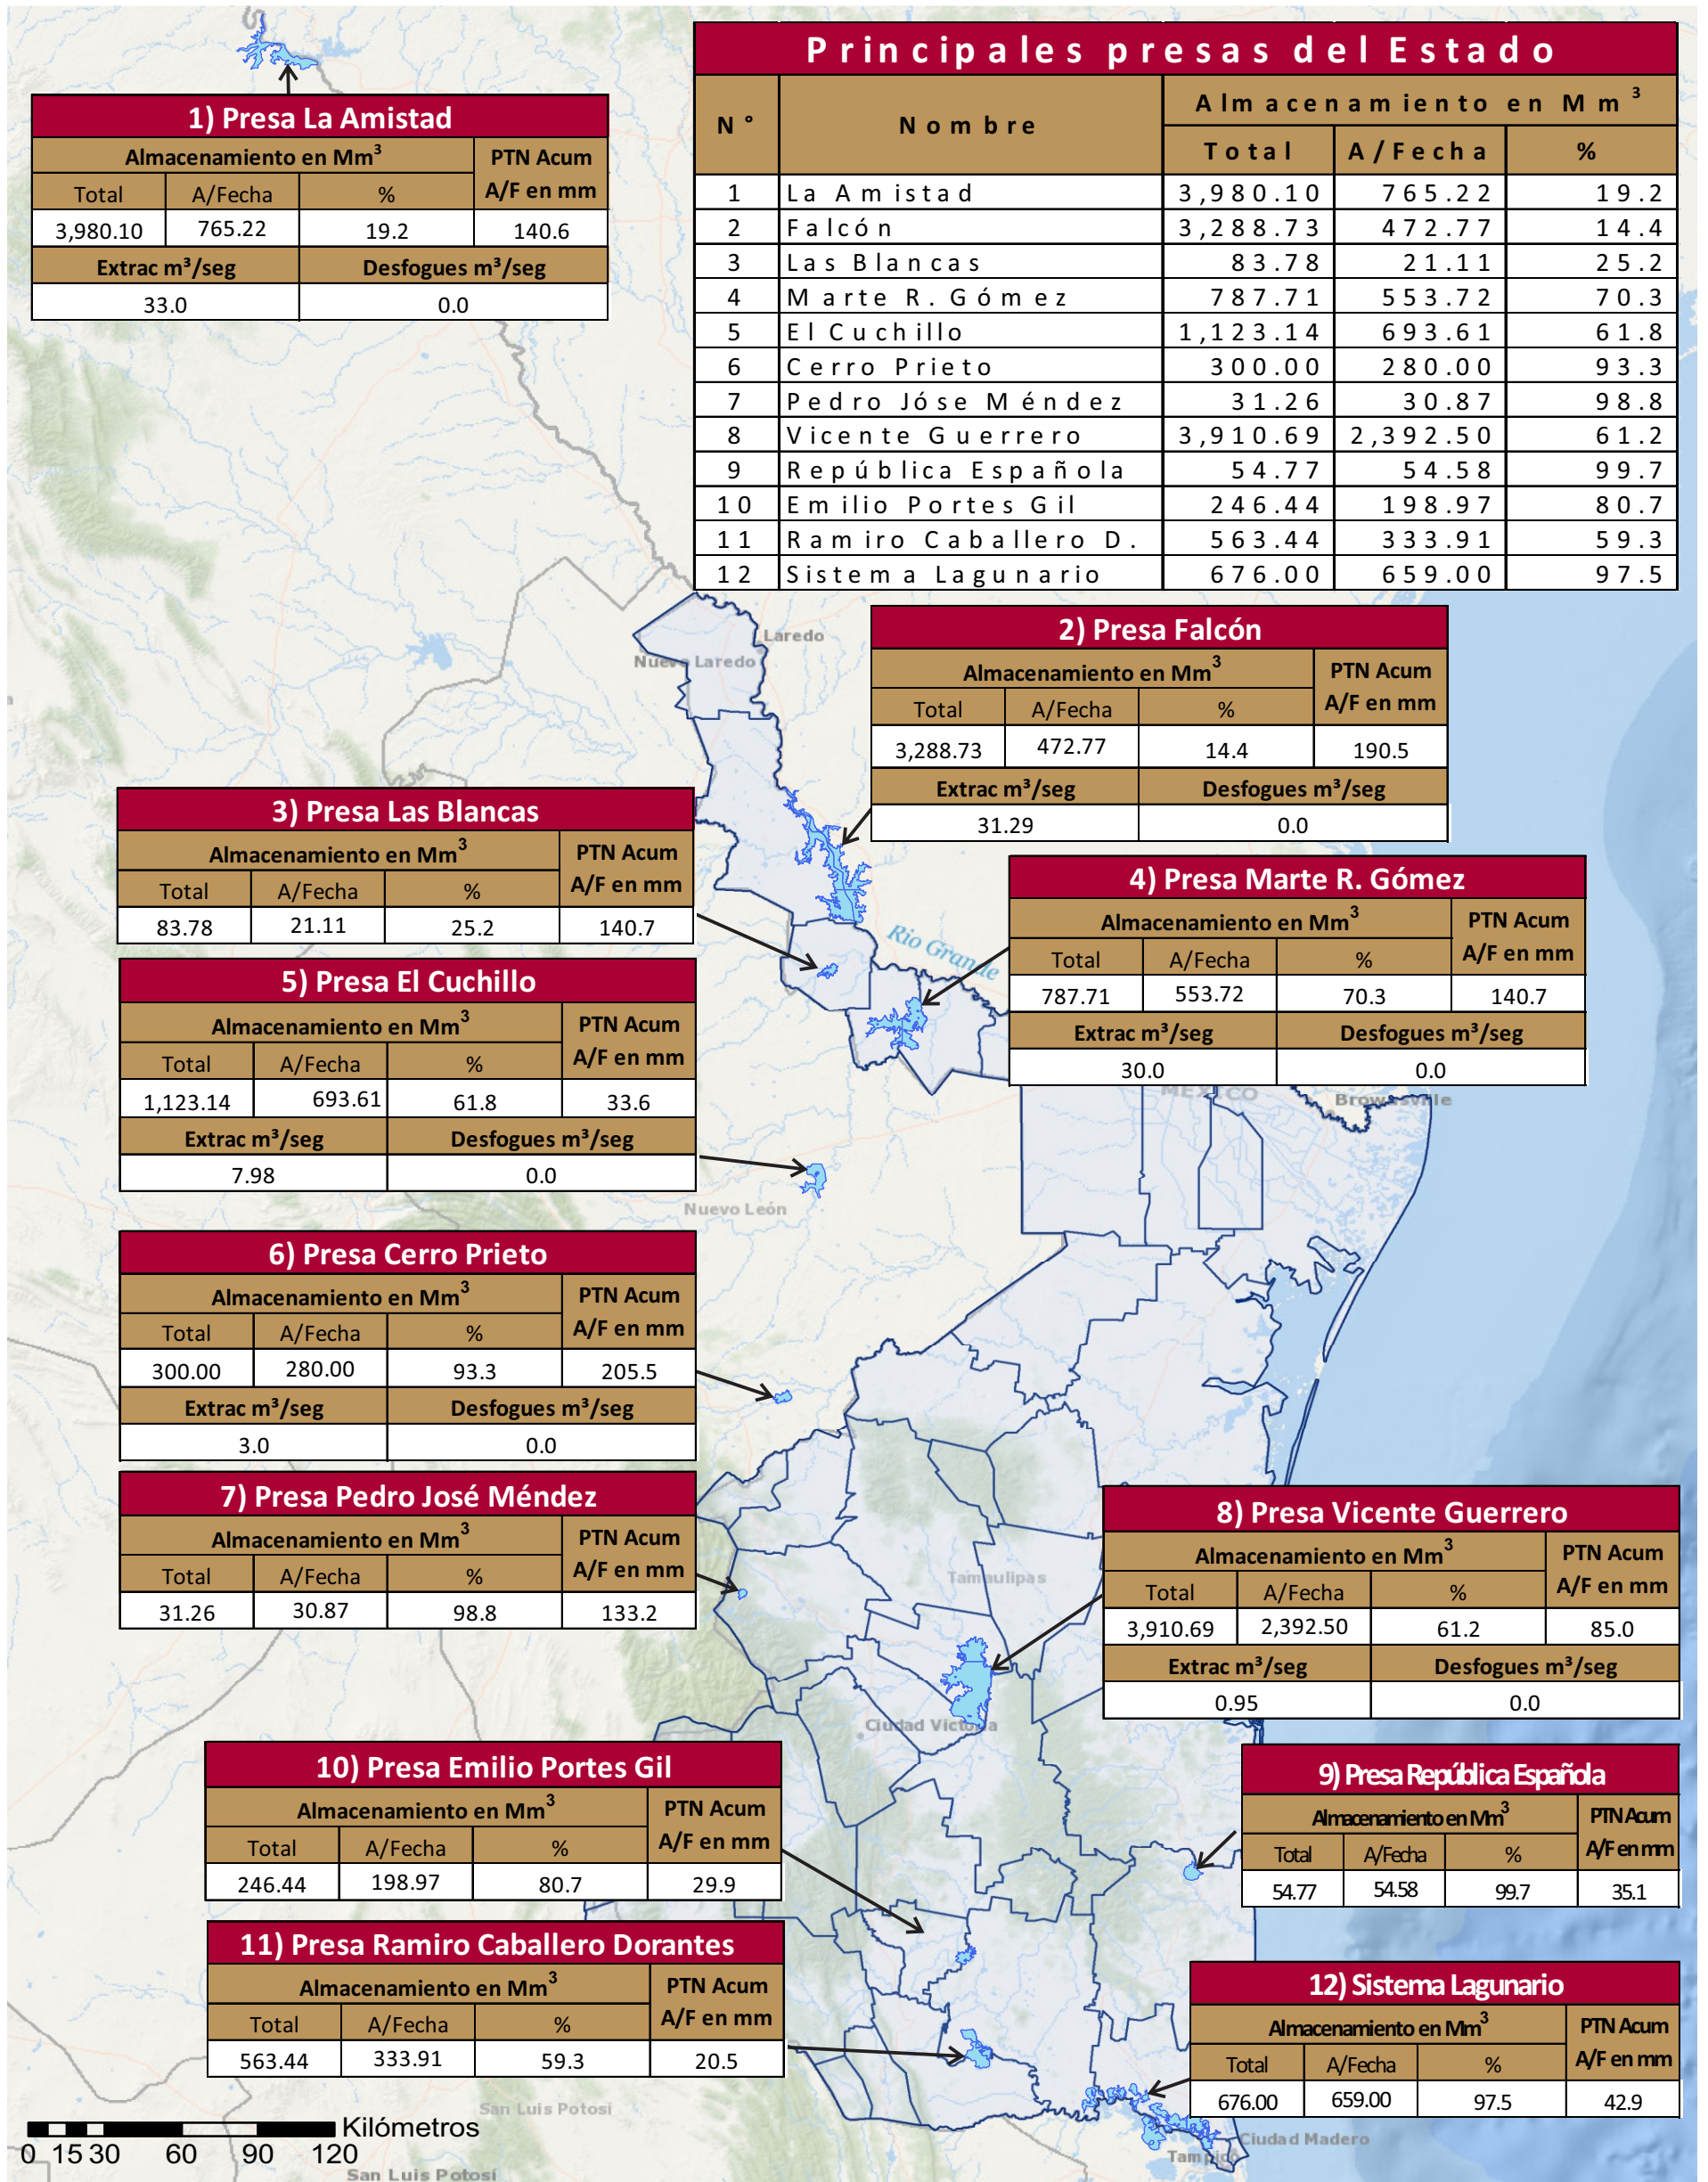 Principales presas del Estado
N° Nombre Almacenamiento en Mm³
Total A/Fecha %
1 La Amistad 3,980.10 765.22 19.2
2 Falcón 3,288.73 472.77 14.4
3 Las Blancas 83.78 21.11 25.2
4 Marte R. Gómez 787.71 553.72 70.3
5 El Cuchillo 1,123.14 693.61 61.8
6 Cerro Prieto 300.00 280.00 93.3
7 Pedro Jóse Méndez 31.26 30.87 98.8
8 Vicente Guerrero 3,910.69 2,392.50 61.2
9 República Española 54.77 54.58 99.7
10 Emilio Portes Gil 246.44 198.97 80.7
11 Ramiro Caballero D. 563.44 333.91 59.3
12 Sistema Lagunario 676.00 659.00 97.5
1) Presa La Amistad
Almacenamiento en Mm³ PTN Acum
Total A/Fecha % A/F en mm
3,980.10 765.22 19.2 140.6
Extrac m³/seg Desfogues m³/seg
33.0 0.0
2) Presa Falcón
Almacenamiento en Mm³ PTN Acum
Total A/Fecha % A/F en mm
3,288.73 472.77 14.4 190.5
Extrac m³/seg Desfogues m³/seg
31.29 0.0
3) Presa Las Blancas
Almacenamiento en Mm³ PTN Acum
Total A/Fecha % A/F en mm
83.78 21.11 25.2 140.7
4) Presa Marte R. Gómez
Almacenamiento en Mm³ PTN Acum
Total A/Fecha % A/F en mm
787.71 553.72 70.3 140.7
Extrac m³/seg Desfogues m³/seg
30.0 0.0
5) Presa El Cuchillo
Almacenamiento en Mm³ PTN Acum
Total A/Fecha % A/F en mm
1,123.14 693.61 61.8 33.6
Extrac m³/seg Desfogues m³/seg
7.98 0.0
6) Presa Cerro Prieto
Almacenamiento en Mm³ PTN Acum
Total A/Fecha % A/F en mm
300.00 280.00 93.3 205.5
Extrac m³/seg Desfogues m³/seg
3.0 0.0
7) Presa Pedro José Méndez
Almacenamiento en Mm³ PTN Acum
Total A/Fecha % A/F en mm
31.26 30.87 98.8 133.2
8) Presa Vicente Guerrero
Almacenamiento en Mm³ PTN Acum
Total A/Fecha % A/F en mm
3,910.69 2,392.50 61.2 85.0
Extrac m³/seg Desfogues m³/seg
0.95 0.0
9) Presa República Española
Almacenamiento en Mm³ PTN Acum
Total A/Fecha % A/F en mm
54.77 54.58 99.7 35.1
10) Presa Emilio Portes Gil
Almacenamiento en Mm³ PTN Acum
Total A/Fecha % A/F en mm
246.44 198.97 80.7 29.9
11) Presa Ramiro Caballero Dorantes
Almacenamiento en Mm³ PTN Acum
Total A/Fecha % A/F en mm
563.44 333.91 59.3 20.5
12) Sistema Lagunario
Almacenamiento en Mm³ PTN Acum
Total A/Fecha % A/F en mm
676.00 659.00 97.5 42.9
Laredo
Nuevo Laredo
Rio Grande
MEXICO
Brownsville
Nuevo León
Tamaulipas
Ciudad Victoria
San Luis Potosi
Ciudad Madero
Tampico
San Luis Potosí
Kilómetros
0 15 30 60 90 120